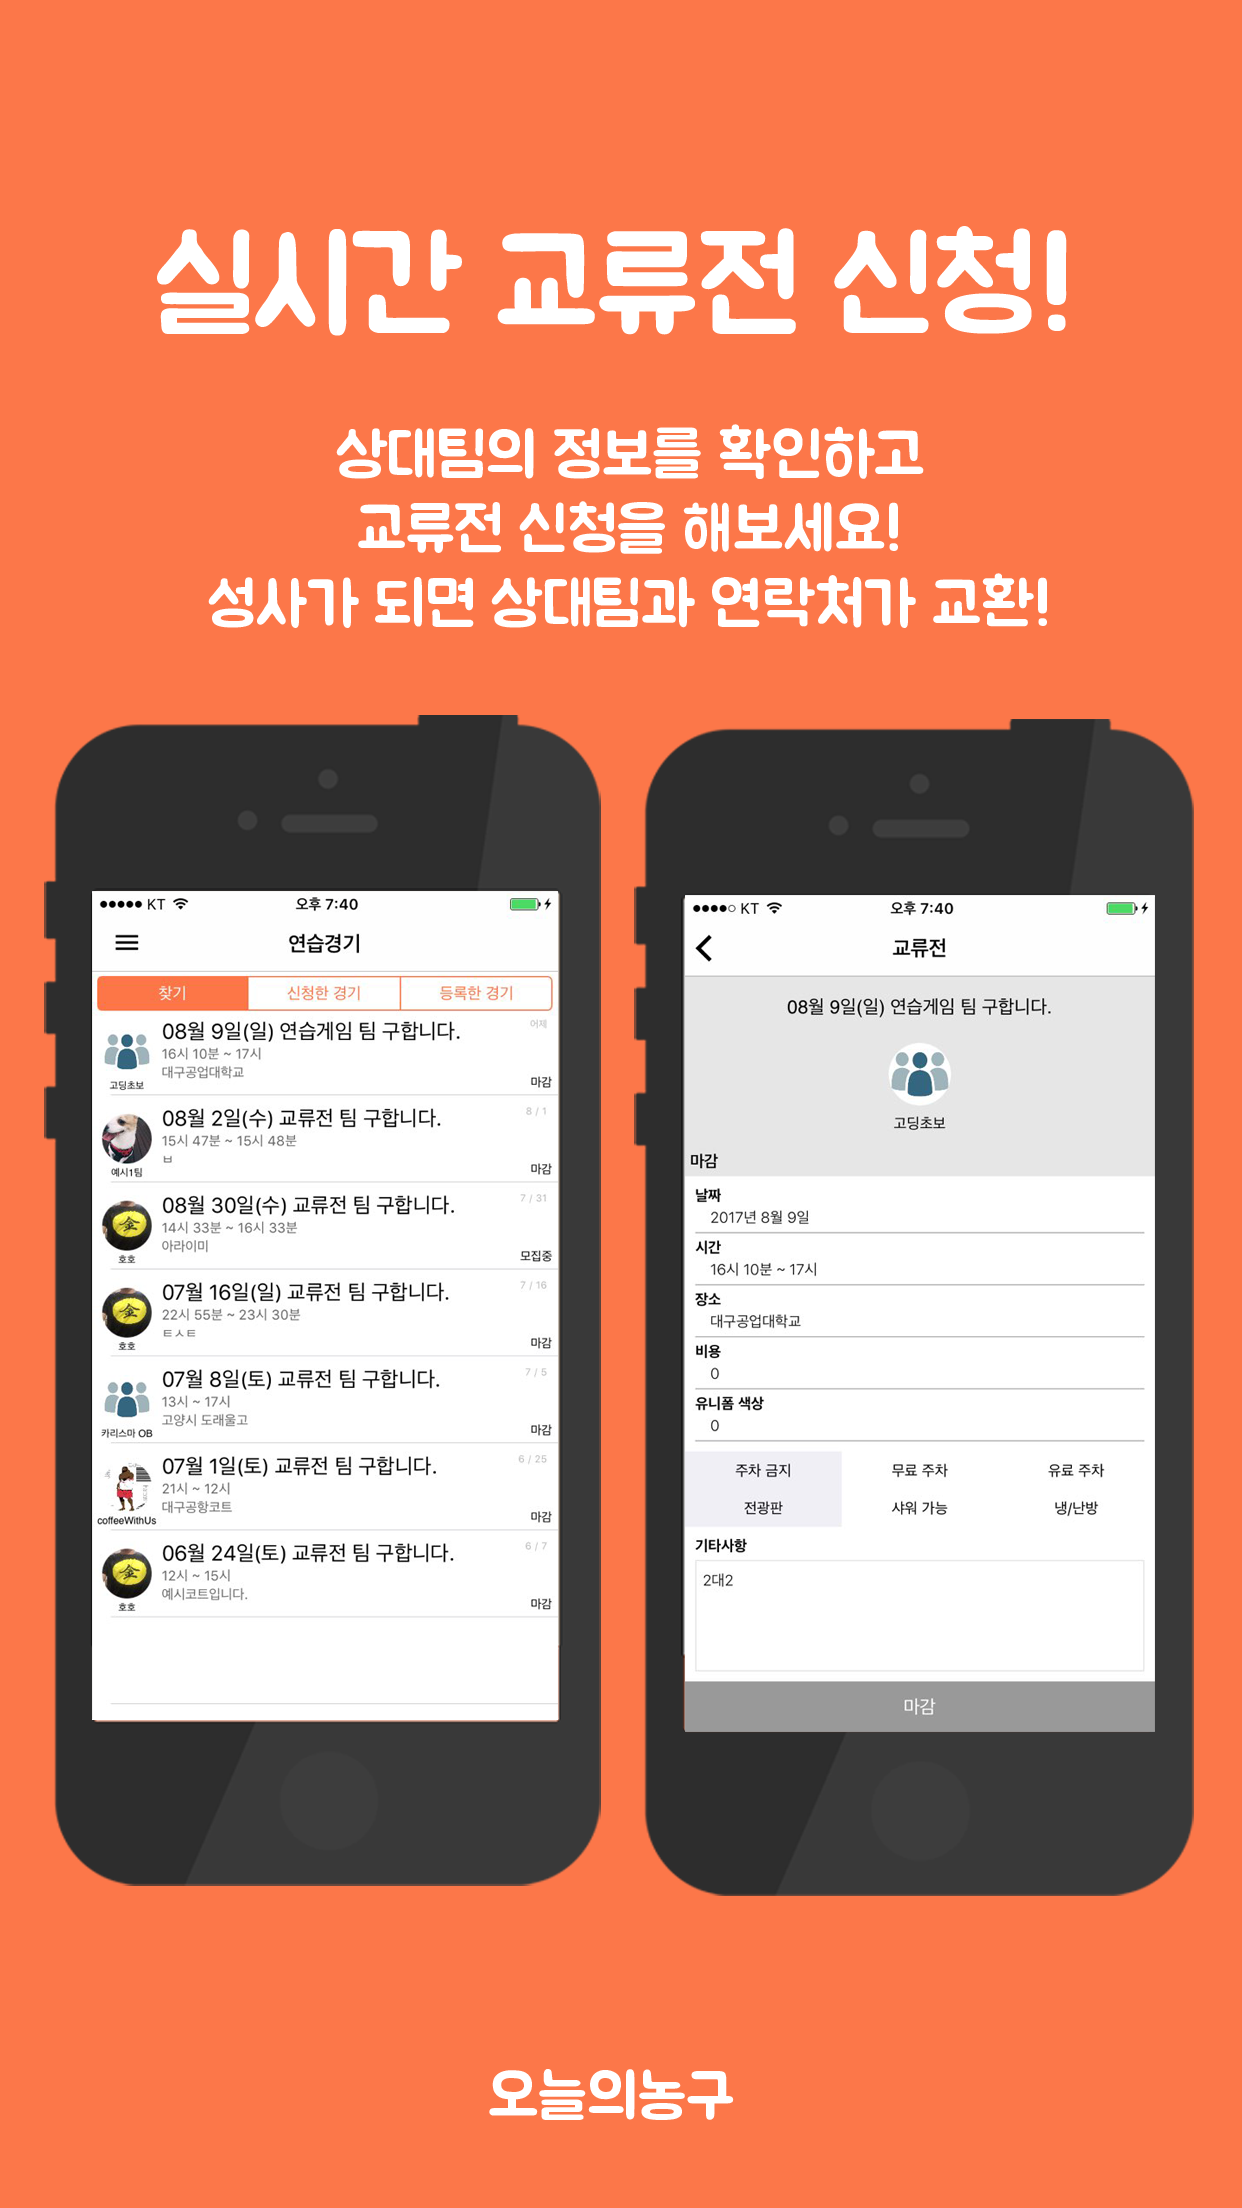 실시간 교류전 신청!
상대팀의 정보를 확인하고
교류전 신청을 해보세요!
성사가 되면 상대팀과 연락처가 교환!
KT 오후 7:40
연습경기
찾기 신청한 경기 등록한 경기
08월 9일(일) 연습게임 팀 구합니다. 어제
16시 10분 ~ 17시
대구공업대학교
고딩초보 마감
08월 2일(수) 교류전 팀 구합니다. 8 / 1
15시 47분 ~ 15시 48분
ㅂ
예시1팀 마감
08월 30일(수) 교류전 팀 구합니다. 7 / 31
14시 33분 ~ 16시 33분
아라이미
호호 모집중
07월 16일(일) 교류전 팀 구합니다. 7 / 16
22시 55분 ~ 23시 30분
ㅌㅅㅌ
호호 마감
07월 8일(토) 교류전 팀 구합니다. 7 / 5
13시 ~ 17시
고양시 도래울고
카리스마 OB 마감
07월 1일(토) 교류전 팀 구합니다. 6 / 25
21시 ~ 12시
대구공항코트
coffeeWithUs 마감
06월 24일(토) 교류전 팀 구합니다. 6 / 7
12시 ~ 15시
예시코트입니다.
호호 마감
KT 오후 7:40
교류전
08월 9일(일) 연습게임 팀 구합니다.
고딩초보
마감
날짜
2017년 8월 9일
시간
16시 10분 ~ 17시
장소
대구공업대학교
비용
0
유니폼 색상
0
주차 금지 무료 주차 유료 주차
전광판 샤워 가능 냉/난방
기타사항
2대2
마감
오늘의농구